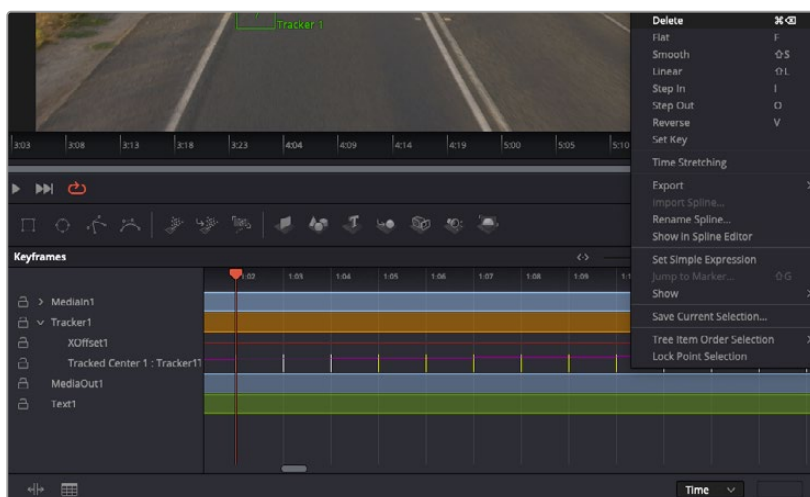 Tracker 1
Delete ⌘⌫
Flat F
Smooth ⇧S
Linear ⇧L
Step In I
Step Out O
Reverse V
Set Key
Time Stretching
Export >
Import Spline...
Rename Spline...
Show in Spline Editor
Set Simple Expression
Jump to Marker... ⇧G
Show >
Save Current Selection...
Tree Item Order Selection >
Lock Point Selection
3:03 3:08 3:13 3:18 3:23 4:04 4:09 4:14 4:19 5:00 5:05 5:10
Keyframes
1:02 1:03 1:04 1:05 1:06 1:07 1:08 1:09
MediaIn1
Tracker1
XOffset1
Tracked Center 1 : Tracker1
MediaOut1
Text1
Time